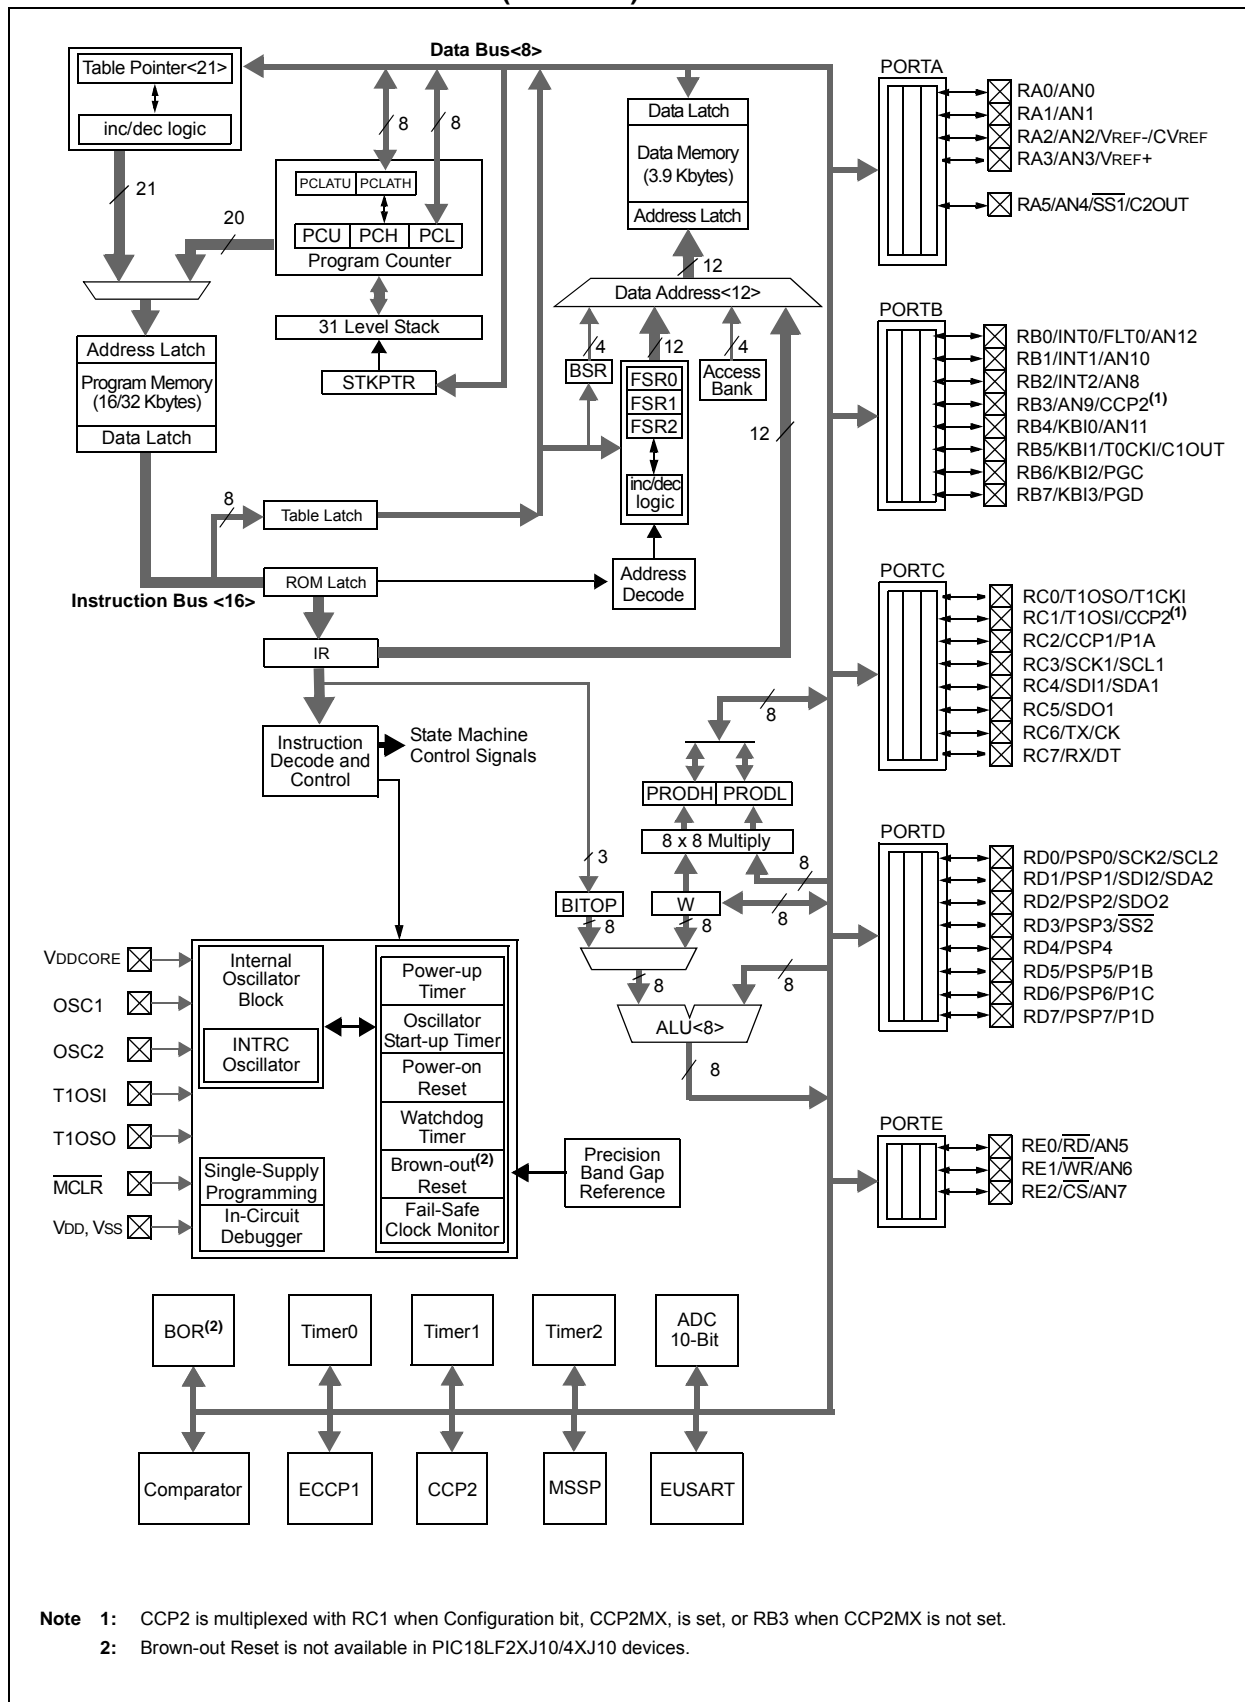 Data Bus<8>
Table Pointer<21>
inc/dec logic
21
20
8
8
PCLATU PCLATH
PCU PCH PCL
Program Counter
31 Level Stack
STKPTR
Address Latch
Program Memory
(16/32 Kbytes)
Data Latch
8
Table Latch
ROM Latch
Instruction Bus <16>
IR
Data Latch
Data Memory
(3.9 Kbytes)
Address Latch
12
Data Address<12>
4
12
4
BSR
FSR0
FSR1
FSR2
inc/dec
logic
Access
Bank
12
Address
Decode
Instruction
Decode and
Control
State Machine
Control Signals
8
PRODH PRODL
8 x 8 Multiply
3
8
BITOP
W
8
8
8
8
8
ALU<8>
8
VDDCORE
OSC1
OSC2
T1OSI
T1OSO
MCLR
VDD, VSS
Internal
Oscillator
Block
INTRC
Oscillator
Single-Supply
Programming
In-Circuit
Debugger
Power-up
Timer
Oscillator
Start-up Timer
Power-on
Reset
Watchdog
Timer
Brown-out(2)
Reset
Fail-Safe
Clock Monitor
Precision
Band Gap
Reference
PORTA
RA0/AN0
RA1/AN1
RA2/AN2/VREF-/CVREF
RA3/AN3/VREF+
RA5/AN4/SS1/C2OUT
PORTB
RB0/INT0/FLT0/AN12
RB1/INT1/AN10
RB2/INT2/AN8
RB3/AN9/CCP2(1)
RB4/KBI0/AN11
RB5/KBI1/T0CKI/C1OUT
RB6/KBI2/PGC
RB7/KBI3/PGD
PORTC
RC0/T1OSO/T1CKI
RC1/T1OSI/CCP2(1)
RC2/CCP1/P1A
RC3/SCK1/SCL1
RC4/SDI1/SDA1
RC5/SDO1
RC6/TX/CK
RC7/RX/DT
PORTD
RD0/PSP0/SCK2/SCL2
RD1/PSP1/SDI2/SDA2
RD2/PSP2/SDO2
RD3/PSP3/SS2
RD4/PSP4
RD5/PSP5/P1B
RD6/PSP6/P1C
RD7/PSP7/P1D
PORTE
RE0/RD/AN5
RE1/WR/AN6
RE2/CS/AN7
BOR(2)
Timer0
Timer1
Timer2
ADC
10-Bit
Comparator
ECCP1
CCP2
MSSP
EUSART
Note 1: CCP2 is multiplexed with RC1 when Configuration bit, CCP2MX, is set, or RB3 when CCP2MX is not set.
2: Brown-out Reset is not available in PIC18LF2XJ10/4XJ10 devices.